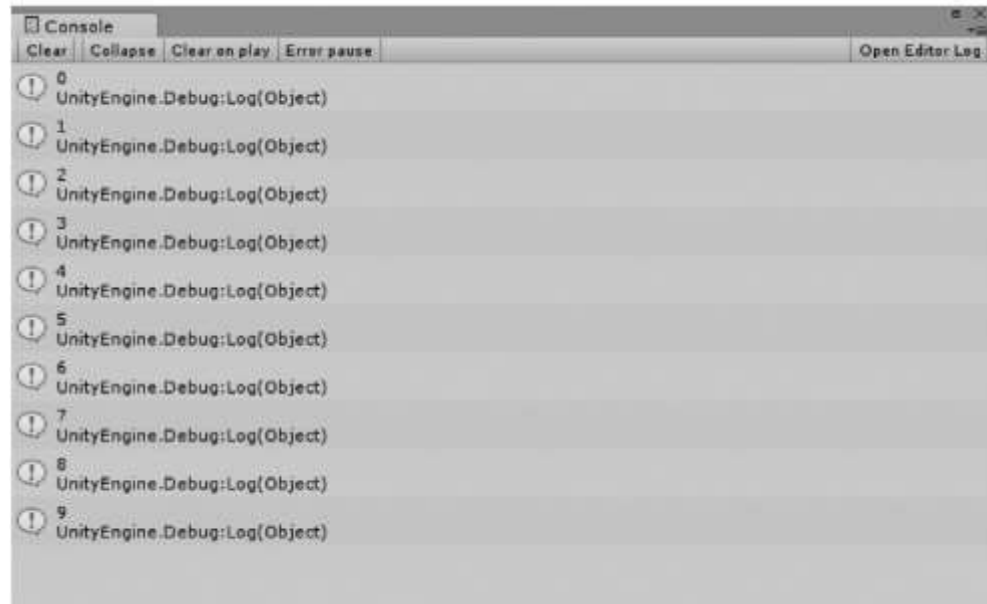 Console
Clear Collapse Clear on play Error pause Open Editor Log
0
UnityEngine.Debug:Log(Object)
1
UnityEngine.Debug:Log(Object)
2
UnityEngine.Debug:Log(Object)
3
UnityEngine.Debug:Log(Object)
4
UnityEngine.Debug:Log(Object)
5
UnityEngine.Debug:Log(Object)
6
UnityEngine.Debug:Log(Object)
7
UnityEngine.Debug:Log(Object)
8
UnityEngine.Debug:Log(Object)
9
UnityEngine.Debug:Log(Object)